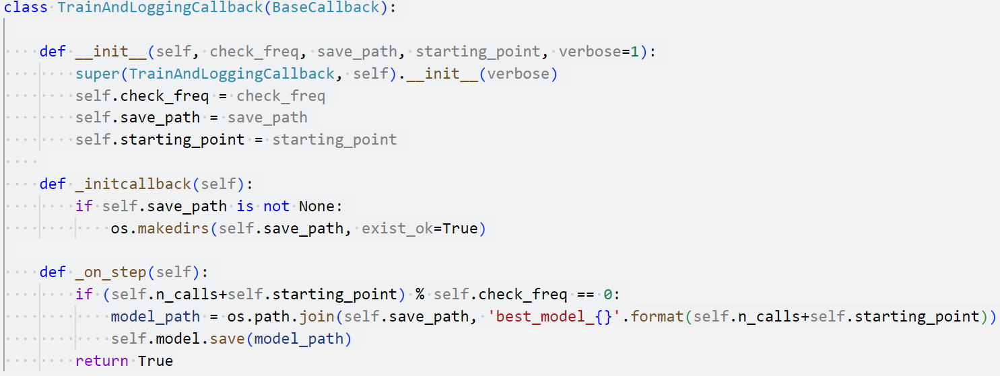 class TrainAndLoggingCallback(BaseCallback):
    def __init__(self, check_freq, save_path, starting_point, verbose=1):
        super(TrainAndLoggingCallback, self).__init__(verbose)
        self.check_freq = check_freq
        self.save_path = save_path
        self.starting_point = starting_point
    def _initcallback(self):
        if self.save_path is not None:
            os.makedirs(self.save_path, exist_ok=True)
    def _on_step(self):
        if (self.n_calls+self.starting_point) % self.check_freq == 0:
            model_path = os.path.join(self.save_path, 'best_model_{}'.format(self.n_calls+self.starting_point))
            self.model.save(model_path)
        return True